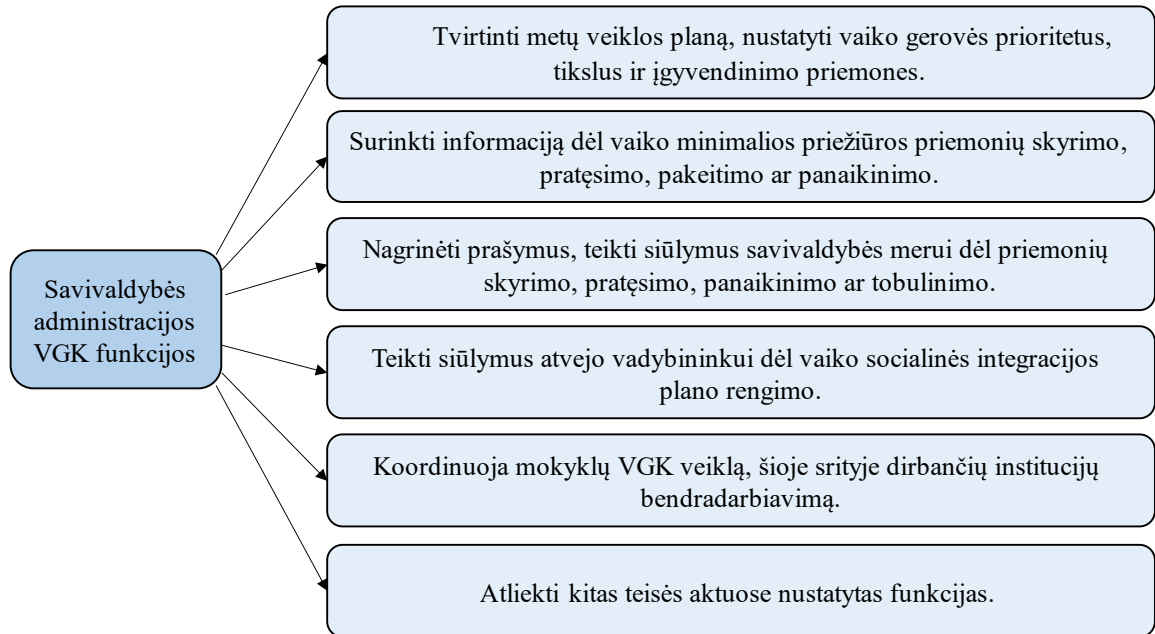 Tvirtinti metų veiklos planą, nustatyti vaiko gerovės prioritetus,
tikslus ir įgyvendinimo priemones.
Surinkti informaciją dėl vaiko minimalios priežiūros priemonių skyrimo,
pratęsimo, pakeitimo ar panaikinimo.
Nagrinėti prašymus, teikti siūlymus savivaldybės merui dėl priemonių
skyrimo, pratęsimo, panaikinimo ar tobulinimo.
Savivaldybės
administracijos
VGK funkcijos
Teikti siūlymus atvejo vadybininkui dėl vaiko socialinės integracijos
plano rengimo.
Koordinuoja mokyklų VGK veiklą, šioje srityje dirbančių institucijų
bendradarbiavimą.
Atliekti kitas teisės aktuose nustatytas funkcijas.